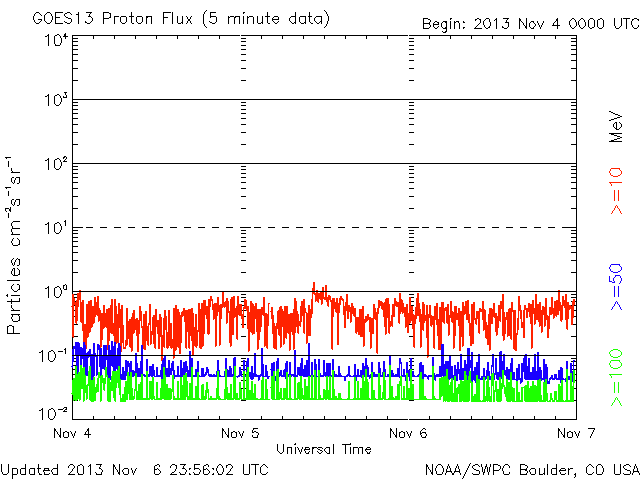 GOES13 Proton Flux (5 minute data)
Begin: 2013 Nov 4 0000 UTC
10⁴
10³
10²
10¹
10⁰
10⁻¹
10⁻²
Particles cm⁻²s⁻¹sr⁻¹
MeV
>=10
>=50
>=100
Nov 4
Nov 5
Nov 6
Nov 7
Universal Time
Updated 2013 Nov 6 23:56:02 UTC
NOAA/SWPC Boulder, CO USA